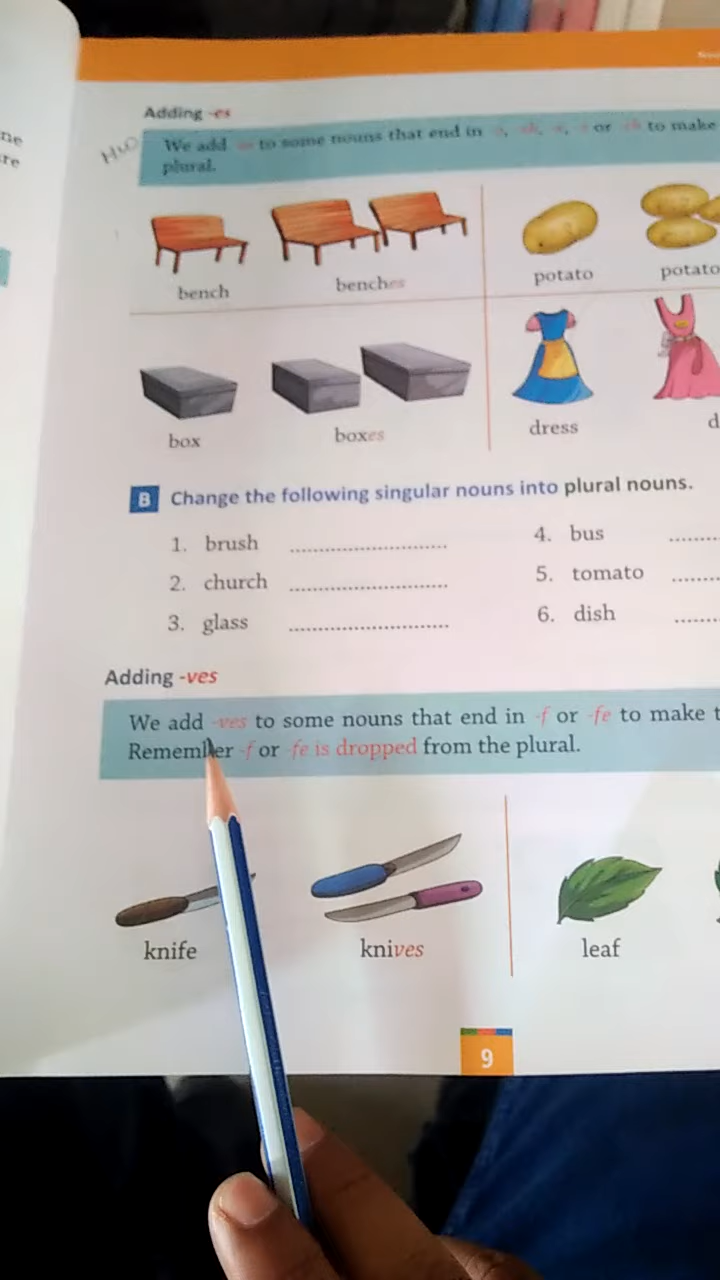 ne
re
Adding -es
We add es to some nouns that end in or to make
plural.
bench benches potato potato
box boxes dress d
B Change the following singular nouns into plural nouns.
1. brush ........................... 4. bus ........
2. church ........................... 5. tomato ........
3. glass ........................... 6. dish ........
Adding -ves
We add -ves to some nouns that end in -f or -fe to make t
Remember -f or -fe is dropped from the plural.
knife knives leaf
9